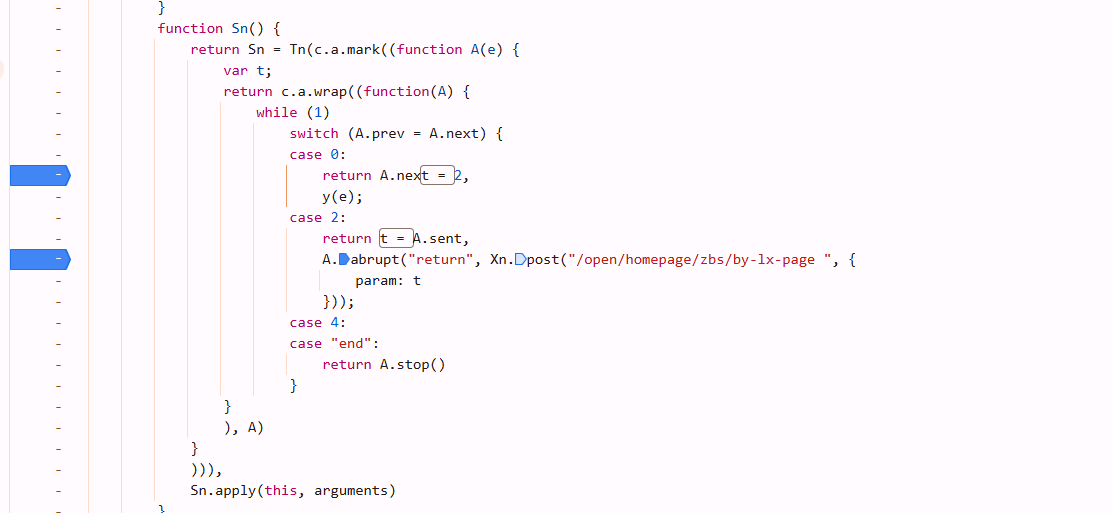 }
function Sn() {
return Sn = Tn(c.a.mark((function A(e) {
var t;
return c.a.wrap((function(A) {
while (1)
switch (A.prev = A.next) {
case 0:
return A.next = 2,
y(e);
case 2:
return t = A.sent,
A.abrupt("return", Xn.post("/open/homepage/zbs/by-lx-page ", {
param: t
}));
case 4:
case "end":
return A.stop()
}
}
), A)
}
))),
Sn.apply(this, arguments)
}